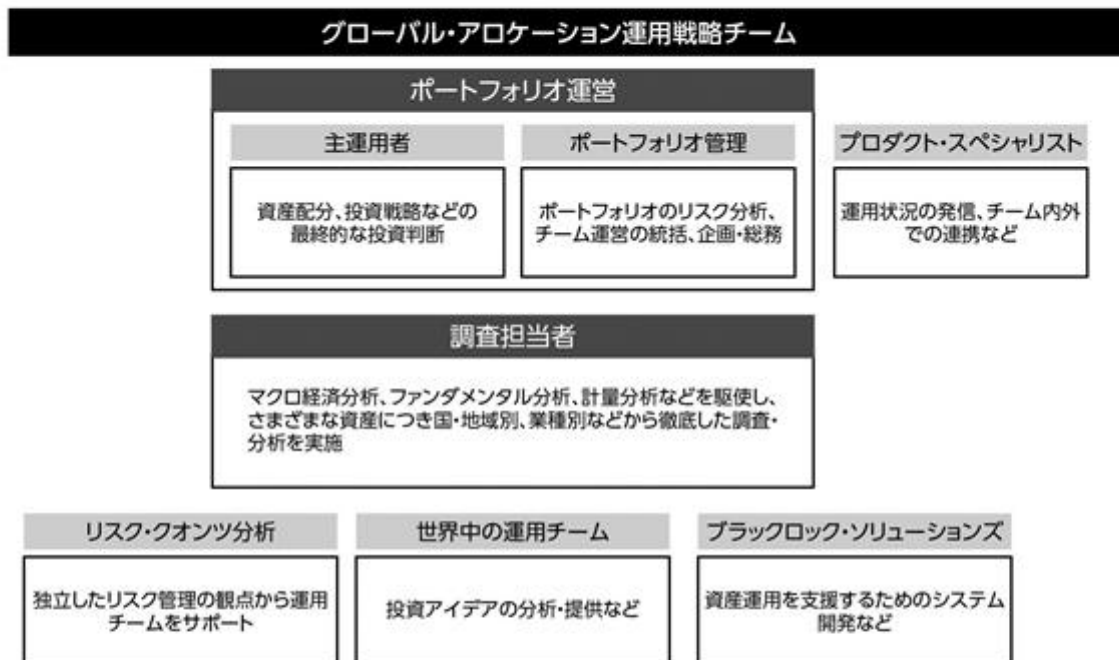 グローバル・アロケーション運用戦略チーム
ポートフォリオ運営
主運用者
資産配分、投資戦略などの
最終的な投資判断
ポートフォリオ管理
ポートフォリオのリスク分析、
チーム運営の統括、企画・総務
プロダクト・スペシャリスト
運用状況の発信、チーム内外
での連携など
調査担当者
マクロ経済分析、ファンダメンタル分析、計量分析などを駆使し、
さまざまな資産につき国・地域別、業種別などから徹底した調査・
分析を実施
リスク・クオンツ分析
独立したリスク管理の観点から運用
チームをサポート
世界中の運用チーム
投資アイデアの分析・提供など
ブラックロック・ソリューションズ
資産運用を支援するためのシステム
開発など